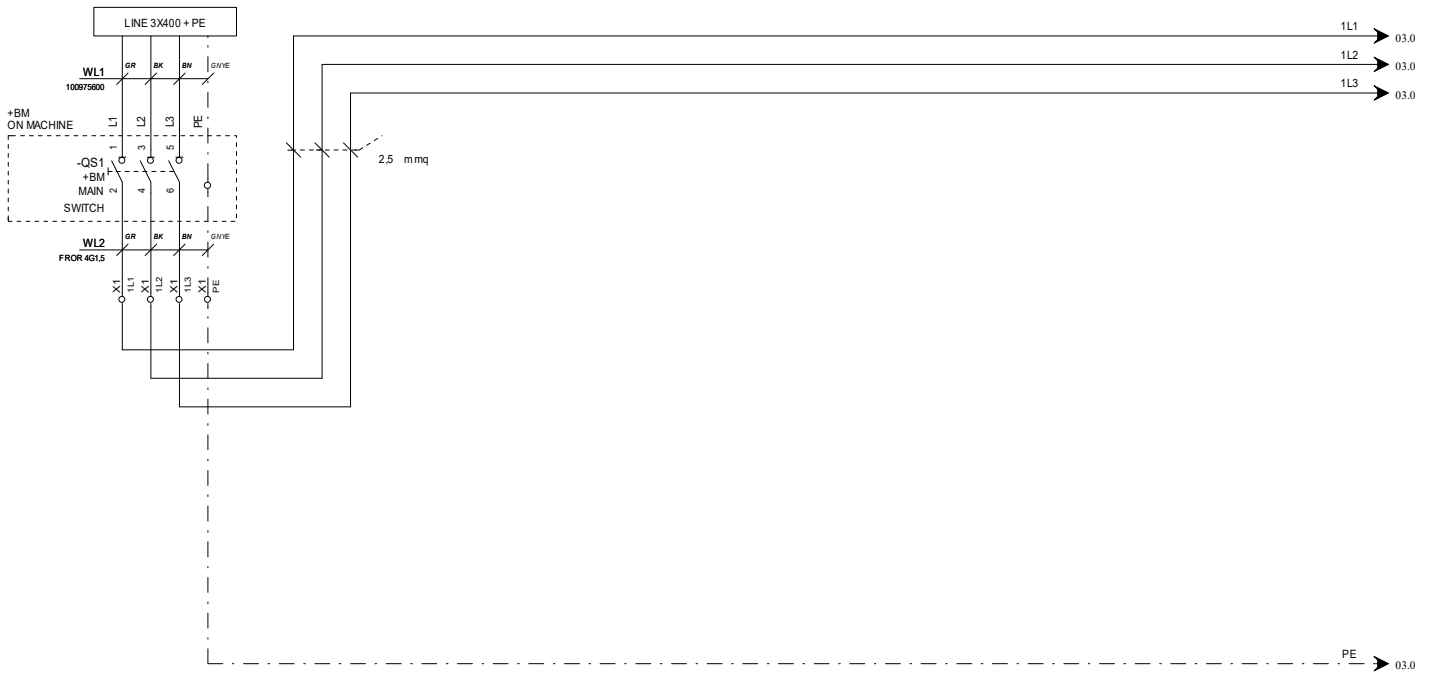 LINE 3X400 + PE
1L1
03.0
1L2
03.0
1L3
03.0
WL1
100975600
GR BK BN GNYE
+BM
ON MACHINE
L1 L2 L3 PE
1 3 5
-QS1
+BM
MAIN
SWITCH
2 4 6
2,5 mmq
WL2
FROR 4G1,5
GR BK BN GNYE
X1 1L1 X1 1L2 X1 1L3 X1 PE
PE
03.0